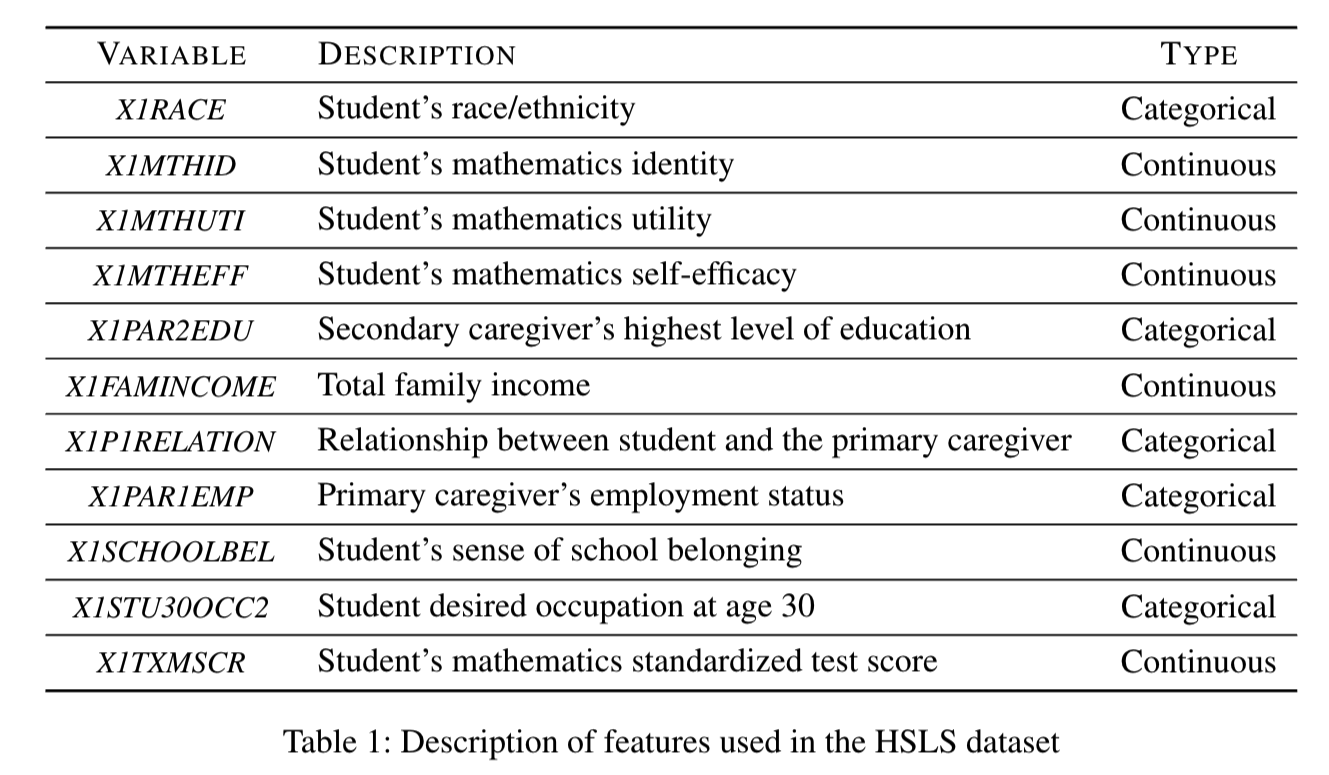 VARIABLE DESCRIPTION TYPE
X1RACE Student’s race/ethnicity Categorical
X1MTHID Student’s mathematics identity Continuous
X1MTHUTI Student’s mathematics utility Continuous
X1MTHEFF Student’s mathematics self-efficacy Continuous
X1PAR2EDU Secondary caregiver’s highest level of education Categorical
X1FAMINCOME Total family income Continuous
X1P1RELATION Relationship between student and the primary caregiver Categorical
X1PAR1EMP Primary caregiver’s employment status Categorical
X1SCHOOLBEL Student’s sense of school belonging Continuous
X1STU30OCC2 Student desired occupation at age 30 Categorical
X1TXMSCR Student’s mathematics standardized test score Continuous
Table 1: Description of features used in the HSLS dataset